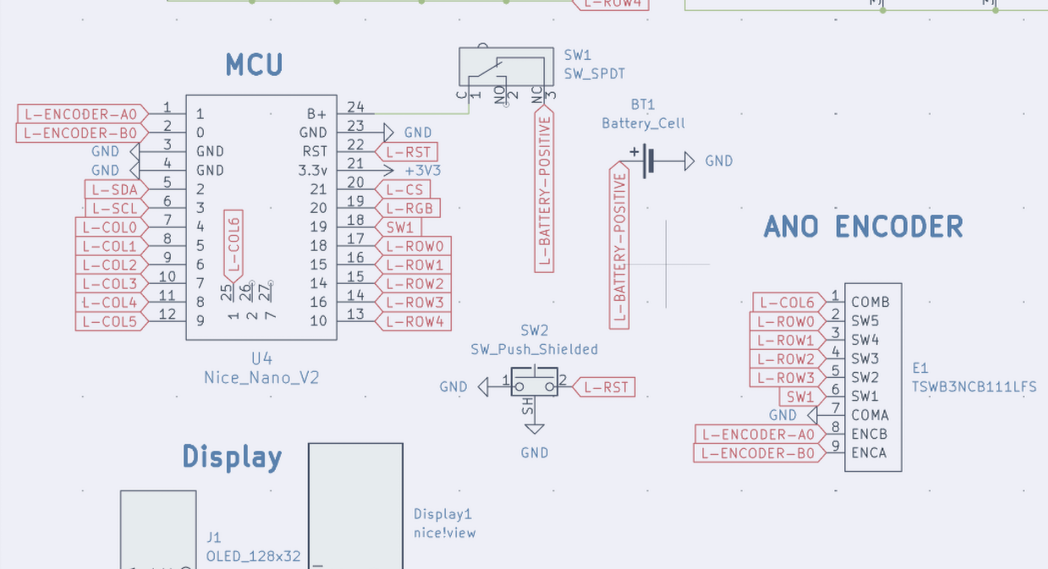 L-ROW4
MCU
SW1
SW_SPDT
C 1 NO 2 NC 3
BT1
Battery_Cell
+
GND
L-BATTERY-POSITIVE
L-BATTERY-POSITIVE
L-ENCODER-A0 1 1 B+ 24
L-ENCODER-B0 2 0 GND 23 GND
GND 3 GND RST 22 L-RST
GND 4 GND 3.3v 21 +3V3
L-SDA 5 2 21 20 L-CS
L-SCL 6 3 20 19 L-RGB
L-COL0 7 4 19 18 SW1
L-COL1 8 5 18 17 L-ROW0
L-COL2 9 6 15 16 L-ROW1
L-COL3 10 7 14 15 L-ROW2
L-COL4 11 8 16 14 L-ROW3
L-COL5 12 9 10 13 L-ROW4
L-COL6
25 26 27
1 2 7
U4
Nice_Nano_V2
SW2
SW_Push_Shielded
GND 1 2 L-RST
SH
GND
ANO ENCODER
L-COL6 1 COMB
L-ROW0 2 SW5
L-ROW1 3 SW4
L-ROW2 4 SW3
L-ROW3 5 SW2
SW1 6 SW1
GND 7 COMA
L-ENCODER-A0 8 ENCB
L-ENCODER-B0 9 ENCA
E1
TSWB3NCB111LFS
Display
J1
OLED_128x32
Display1
nice!view